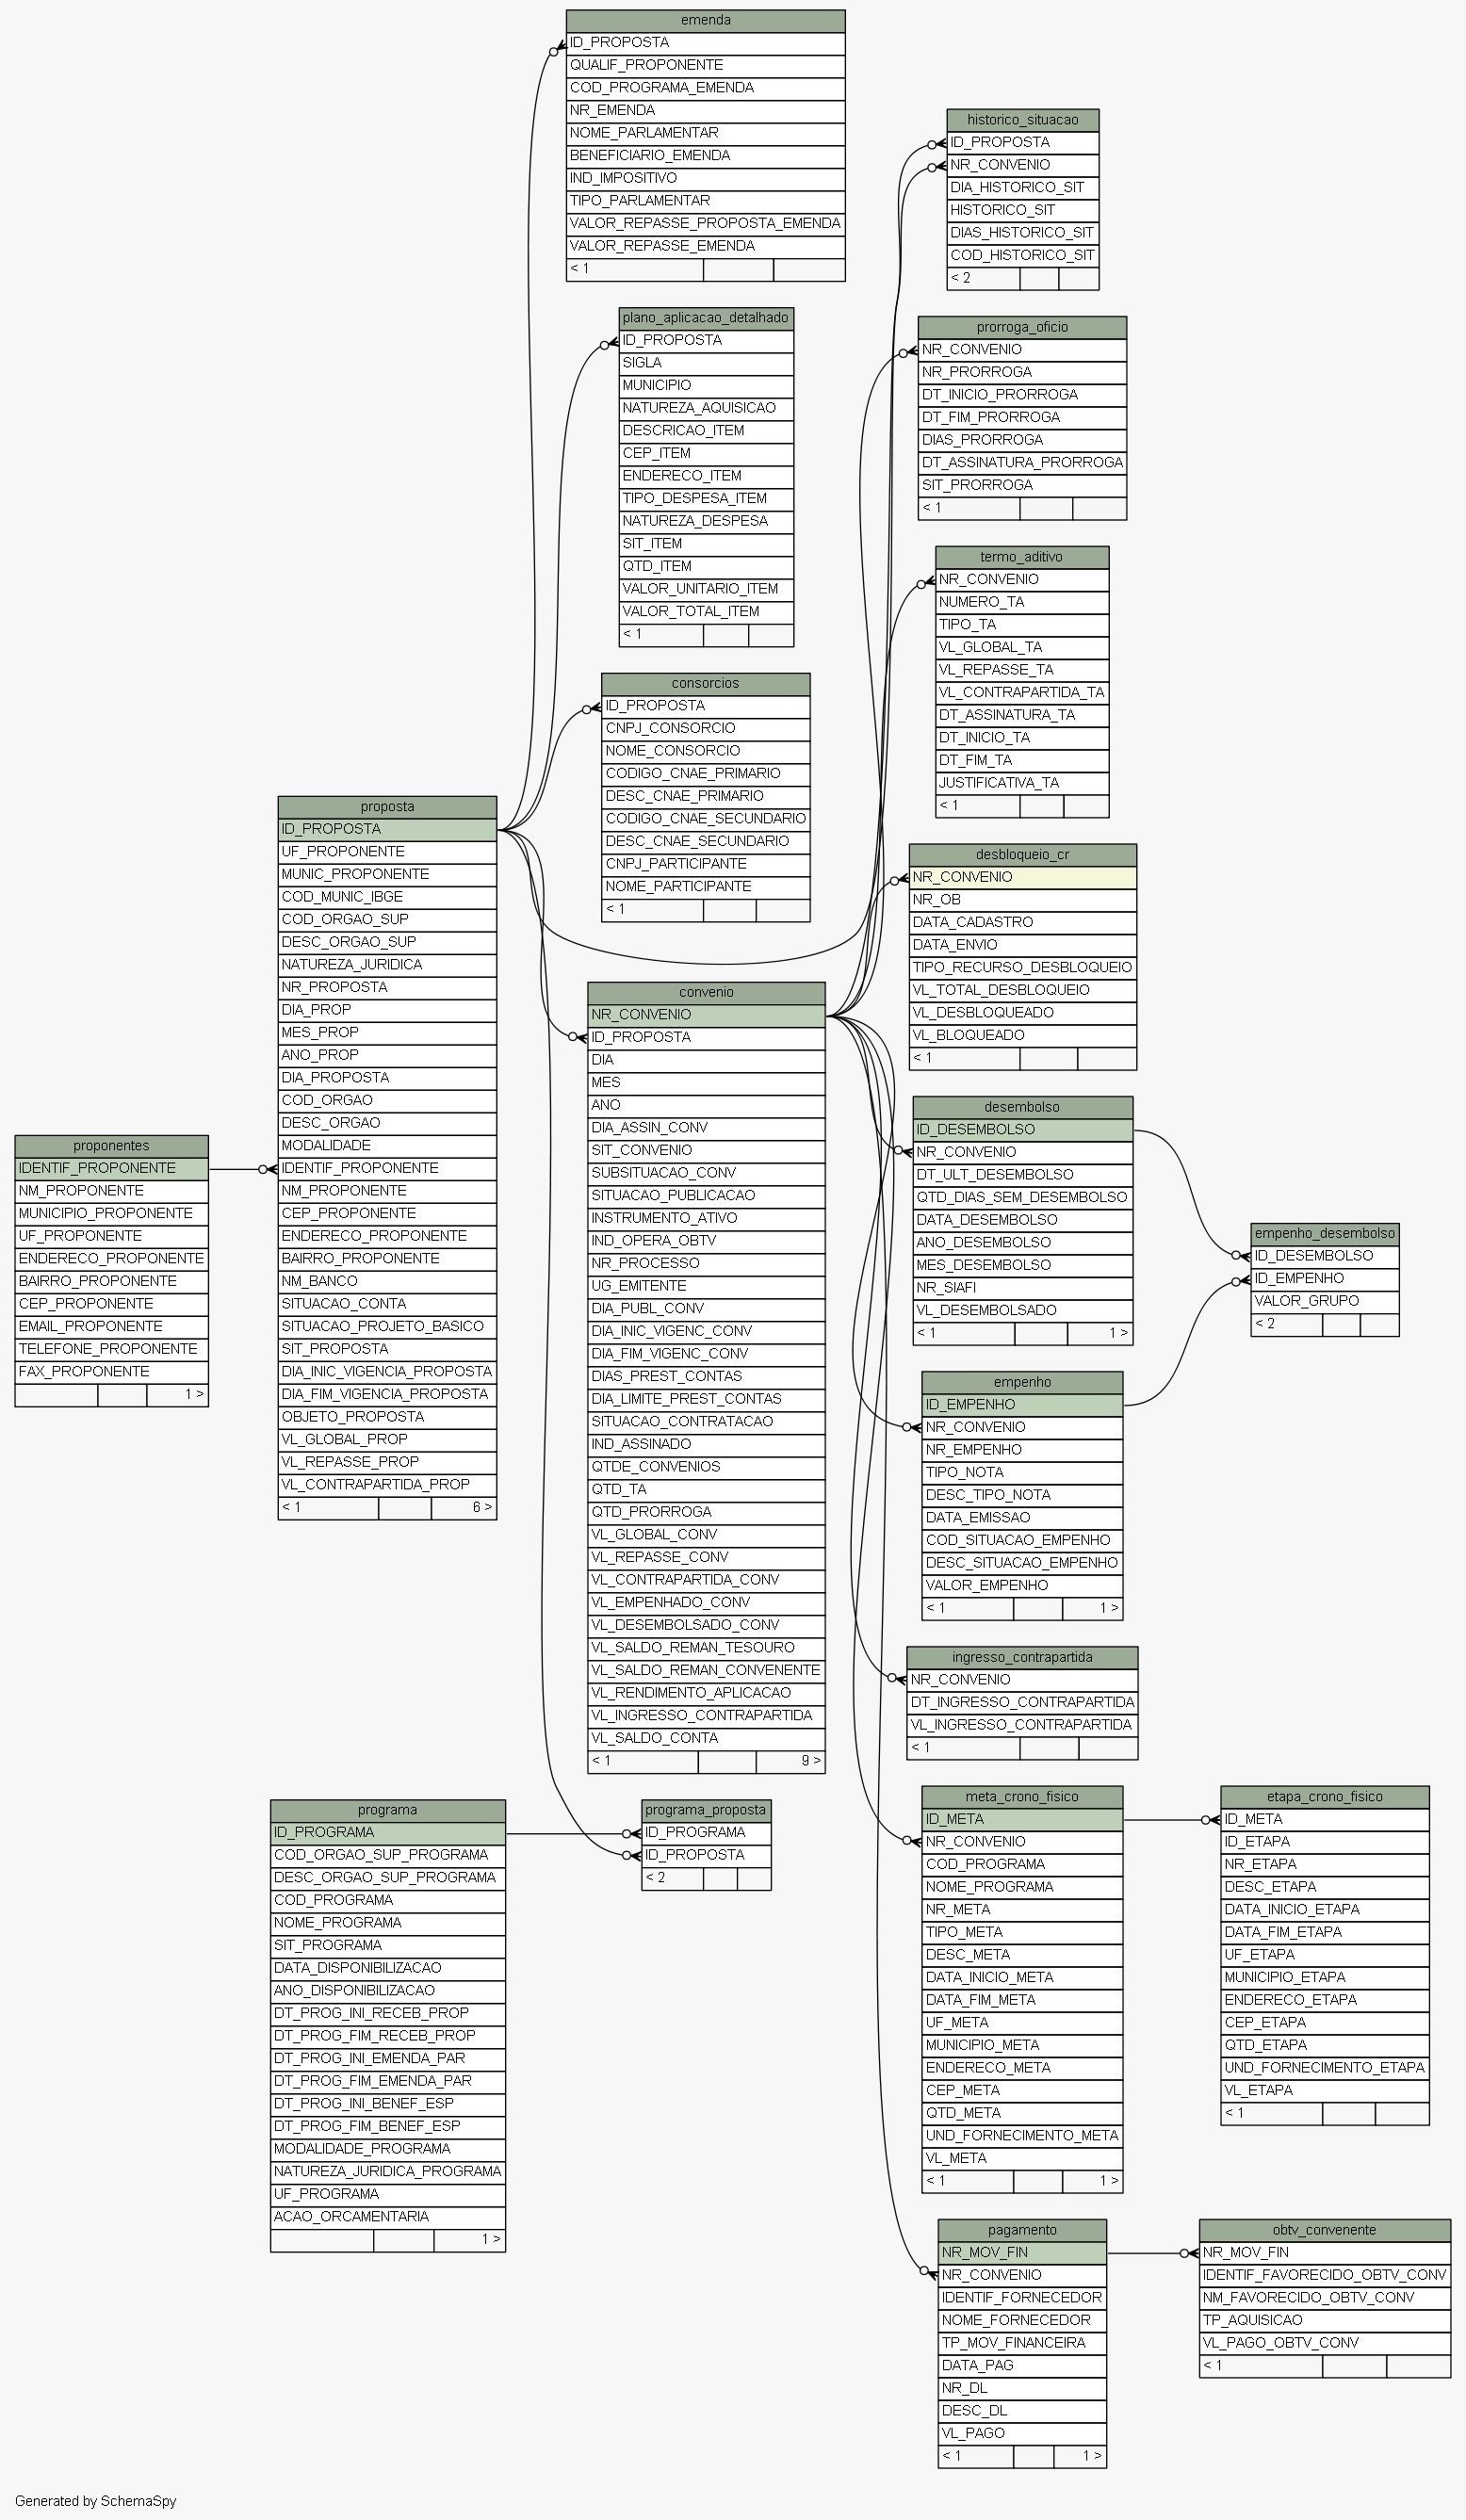 emenda
ID_PROPOSTA
QUALIF_PROPONENTE
COD_PROGRAMA_EMENDA
NR_EMENDA
NOME_PARLAMENTAR
BENEFICIARIO_EMENDA
IND_IMPOSITIVO
TIPO_PARLAMENTAR
VALOR_REPASSE_PROPOSTA_EMENDA
VALOR_REPASSE_EMENDA
< 1
historico_situacao
ID_PROPOSTA
NR_CONVENIO
DIA_HISTORICO_SIT
HISTORICO_SIT
DIAS_HISTORICO_SIT
COD_HISTORICO_SIT
< 2
plano_aplicacao_detalhado
ID_PROPOSTA
SIGLA
MUNICIPIO
NATUREZA_AQUISICAO
DESCRICAO_ITEM
CEP_ITEM
ENDERECO_ITEM
TIPO_DESPESA_ITEM
NATUREZA_DESPESA
SIT_ITEM
QTD_ITEM
VALOR_UNITARIO_ITEM
VALOR_TOTAL_ITEM
< 1
prorroga_oficio
NR_CONVENIO
NR_PRORROGA
DT_INICIO_PRORROGA
DT_FIM_PRORROGA
DIAS_PRORROGA
DT_ASSINATURA_PRORROGA
SIT_PRORROGA
< 1
termo_aditivo
NR_CONVENIO
NUMERO_TA
TIPO_TA
VL_GLOBAL_TA
VL_REPASSE_TA
VL_CONTRAPARTIDA_TA
DT_ASSINATURA_TA
DT_INICIO_TA
DT_FIM_TA
JUSTIFICATIVA_TA
< 1
consorcios
ID_PROPOSTA
CNPJ_CONSORCIO
NOME_CONSORCIO
CODIGO_CNAE_PRIMARIO
DESC_CNAE_PRIMARIO
CODIGO_CNAE_SECUNDARIO
DESC_CNAE_SECUNDARIO
CNPJ_PARTICIPANTE
NOME_PARTICIPANTE
< 1
proposta
ID_PROPOSTA
UF_PROPONENTE
MUNIC_PROPONENTE
COD_MUNIC_IBGE
COD_ORGAO_SUP
DESC_ORGAO_SUP
NATUREZA_JURIDICA
NR_PROPOSTA
DIA_PROP
MES_PROP
ANO_PROP
DIA_PROPOSTA
COD_ORGAO
DESC_ORGAO
MODALIDADE
IDENTIF_PROPONENTE
NM_PROPONENTE
CEP_PROPONENTE
ENDERECO_PROPONENTE
BAIRRO_PROPONENTE
NM_BANCO
SITUACAO_CONTA
SITUACAO_PROJETO_BASICO
SIT_PROPOSTA
DIA_INIC_VIGENCIA_PROPOSTA
DIA_FIM_VIGENCIA_PROPOSTA
OBJETO_PROPOSTA
VL_GLOBAL_PROP
VL_REPASSE_PROP
VL_CONTRAPARTIDA_PROP
< 1 6 >
desbloqueio_cr
NR_CONVENIO
NR_OB
DATA_CADASTRO
DATA_ENVIO
TIPO_RECURSO_DESBLOQUEIO
VL_TOTAL_DESBLOQUEIO
VL_DESBLOQUEADO
VL_BLOQUEADO
< 1
convenio
NR_CONVENIO
ID_PROPOSTA
DIA
MES
ANO
DIA_ASSIN_CONV
SIT_CONVENIO
SUBSITUACAO_CONV
SITUACAO_PUBLICACAO
INSTRUMENTO_ATIVO
IND_OPERA_OBTV
NR_PROCESSO
UG_EMITENTE
DIA_PUBL_CONV
DIA_INIC_VIGENC_CONV
DIA_FIM_VIGENC_CONV
DIAS_PREST_CONTAS
DIA_LIMITE_PREST_CONTAS
SITUACAO_CONTRATACAO
IND_ASSINADO
QTDE_CONVENIOS
QTD_TA
QTD_PRORROGA
VL_GLOBAL_CONV
VL_REPASSE_CONV
VL_CONTRAPARTIDA_CONV
VL_EMPENHADO_CONV
VL_DESEMBOLSADO_CONV
VL_SALDO_REMAN_TESOURO
VL_SALDO_REMAN_CONVENENTE
VL_RENDIMENTO_APLICACAO
VL_INGRESSO_CONTRAPARTIDA
VL_SALDO_CONTA
< 1 9 >
proponentes
IDENTIF_PROPONENTE
NM_PROPONENTE
MUNICIPIO_PROPONENTE
UF_PROPONENTE
ENDERECO_PROPONENTE
BAIRRO_PROPONENTE
CEP_PROPONENTE
EMAIL_PROPONENTE
TELEFONE_PROPONENTE
FAX_PROPONENTE
1 >
desembolso
ID_DESEMBOLSO
NR_CONVENIO
DT_ULT_DESEMBOLSO
QTD_DIAS_SEM_DESEMBOLSO
DATA_DESEMBOLSO
ANO_DESEMBOLSO
MES_DESEMBOLSO
NR_SIAFI
VL_DESEMBOLSADO
< 1 1 >
empenho_desembolso
ID_DESEMBOLSO
ID_EMPENHO
VALOR_GRUPO
< 2
empenho
ID_EMPENHO
NR_CONVENIO
NR_EMPENHO
TIPO_NOTA
DESC_TIPO_NOTA
DATA_EMISSAO
COD_SITUACAO_EMPENHO
DESC_SITUACAO_EMPENHO
VALOR_EMPENHO
< 1 1 >
ingresso_contrapartida
NR_CONVENIO
DT_INGRESSO_CONTRAPARTIDA
VL_INGRESSO_CONTRAPARTIDA
< 1
programa
ID_PROGRAMA
COD_ORGAO_SUP_PROGRAMA
DESC_ORGAO_SUP_PROGRAMA
COD_PROGRAMA
NOME_PROGRAMA
SIT_PROGRAMA
DATA_DISPONIBILIZACAO
ANO_DISPONIBILIZACAO
DT_PROG_INI_RECEB_PROP
DT_PROG_FIM_RECEB_PROP
DT_PROG_INI_EMENDA_PAR
DT_PROG_FIM_EMENDA_PAR
DT_PROG_INI_BENEF_ESP
DT_PROG_FIM_BENEF_ESP
MODALIDADE_PROGRAMA
NATUREZA_JURIDICA_PROGRAMA
UF_PROGRAMA
ACAO_ORCAMENTARIA
1 >
programa_proposta
ID_PROGRAMA
ID_PROPOSTA
< 2
meta_crono_fisico
ID_META
NR_CONVENIO
COD_PROGRAMA
NOME_PROGRAMA
NR_META
TIPO_META
DESC_META
DATA_INICIO_META
DATA_FIM_META
UF_META
MUNICIPIO_META
ENDERECO_META
CEP_META
QTD_META
UND_FORNECIMENTO_META
VL_META
< 1 1 >
etapa_crono_fisico
ID_META
ID_ETAPA
NR_ETAPA
DESC_ETAPA
DATA_INICIO_ETAPA
DATA_FIM_ETAPA
UF_ETAPA
MUNICIPIO_ETAPA
ENDERECO_ETAPA
CEP_ETAPA
QTD_ETAPA
UND_FORNECIMENTO_ETAPA
VL_ETAPA
< 1
pagamento
NR_MOV_FIN
NR_CONVENIO
IDENTIF_FORNECEDOR
NOME_FORNECEDOR
TP_MOV_FINANCEIRA
DATA_PAG
NR_DL
DESC_DL
VL_PAGO
< 1 1 >
obtv_convenente
NR_MOV_FIN
IDENTIF_FAVORECIDO_OBTV_CONV
NM_FAVORECIDO_OBTV_CONV
TP_AQUISICAO
VL_PAGO_OBTV_CONV
< 1
Generated by SchemaSpy